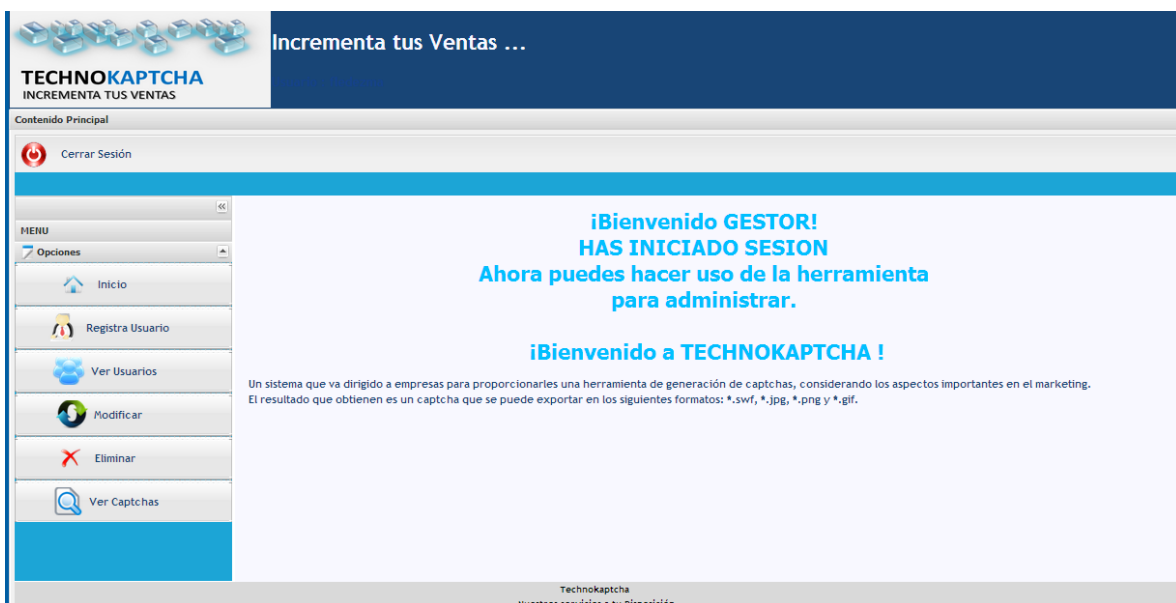 TECHNOKAPTCHA
INCREMENTA TUS VENTAS
Incrementa tus Ventas ...
Contenido Principal
Cerrar Sesión
MENU
Opciones
Inicio
Registra Usuario
Ver Usuarios
Modificar
Eliminar
Ver Captchas
¡Bienvenido GESTOR!
HAS INICIADO SESION
Ahora puedes hacer uso de la herramienta
para administrar.
¡Bienvenido a TECHNOKAPTCHA !
Un sistema que va dirigido a empresas para proporcionarles una herramienta de generación de captchas, considerando los aspectos importantes en el marketing.
El resultado que obtienen es un captcha que se puede exportar en los siguientes formatos: *.swf, *.jpg, *.png y *.gif.
Technokaptcha
Nuestros servicios a tu Disposición